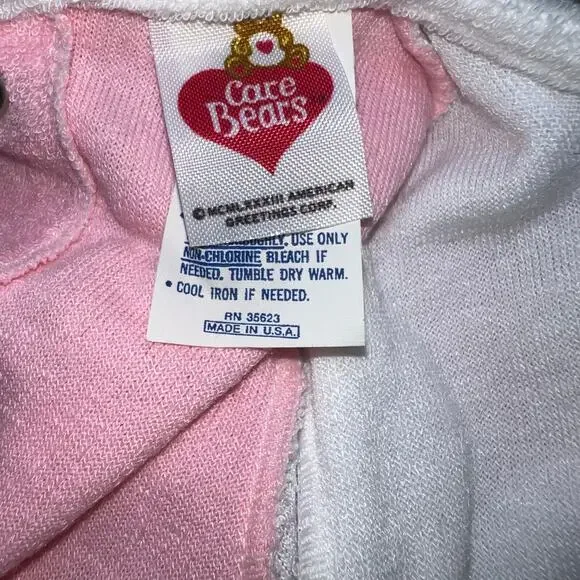 Care
Bears™
© MCMLXXXIII AMERICAN
GREETINGS CORP.
USE ONLY
NON-CHLORINE BLEACH IF
NEEDED. TUMBLE DRY WARM.
• COOL IRON IF NEEDED.
RN 35623
MADE IN U.S.A.